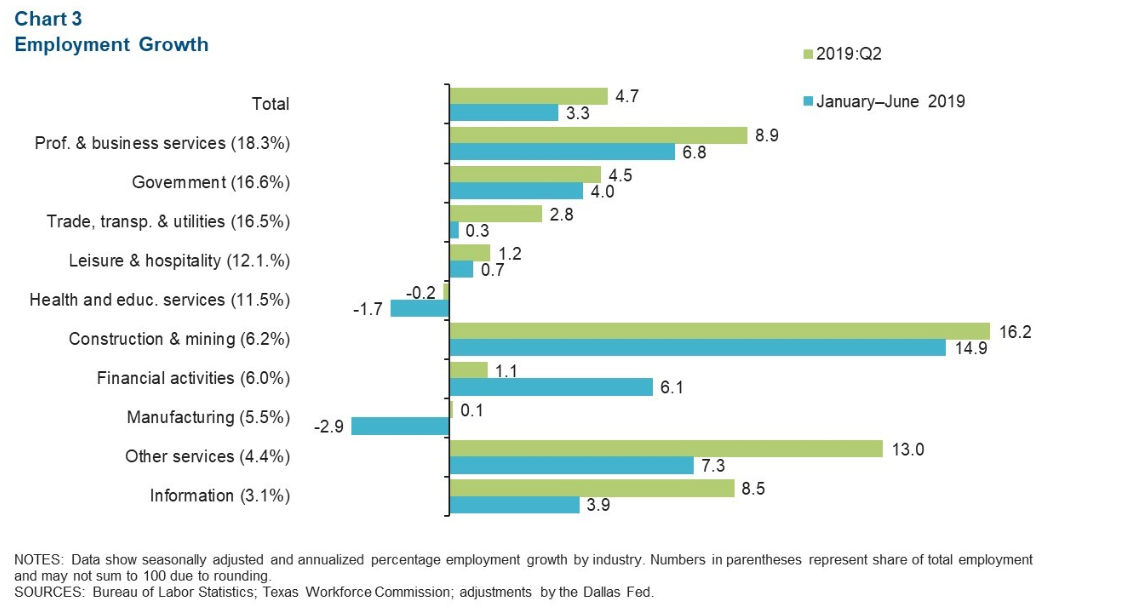 Chart 3
Employment Growth
2019:Q2
January–June 2019
Total
4.7
3.3
Prof. & business services (18.3%)
8.9
6.8
Government (16.6%)
4.5
4.0
Trade, transp. & utilities (16.5%)
2.8
0.3
Leisure & hospitality (12.1.%)
1.2
0.7
Health and educ. services (11.5%)
-0.2
-1.7
Construction & mining (6.2%)
16.2
14.9
Financial activities (6.0%)
1.1
6.1
Manufacturing (5.5%)
0.1
-2.9
Other services (4.4%)
13.0
7.3
Information (3.1%)
8.5
3.9
NOTES: Data show seasonally adjusted and annualized percentage employment growth by industry. Numbers in parentheses represent share of total employment
and may not sum to 100 due to rounding.
SOURCES: Bureau of Labor Statistics; Texas Workforce Commission; adjustments by the Dallas Fed.